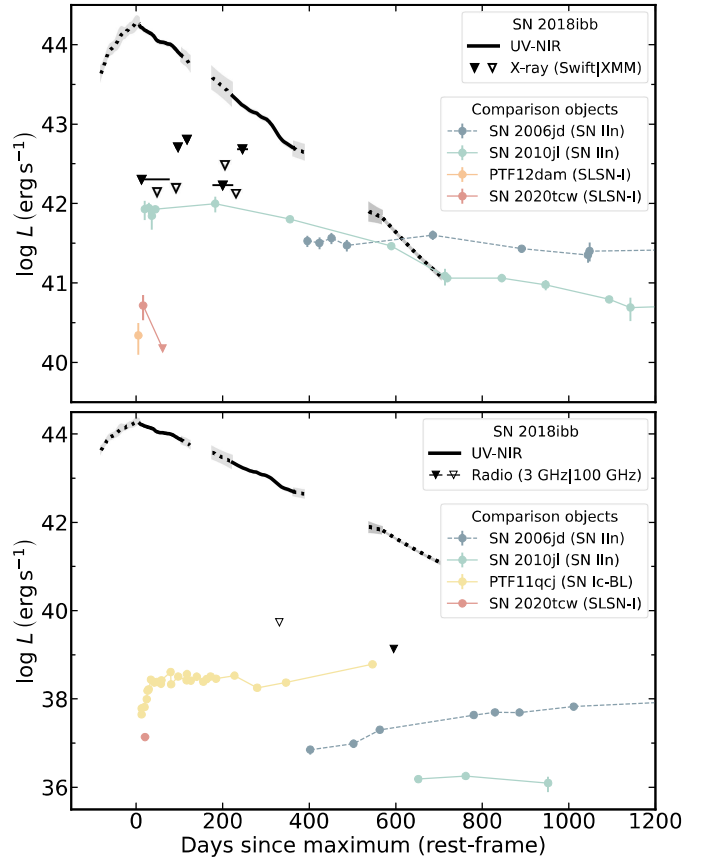 SN 2018ibb
UV-NIR
X-ray (Swift|XMM)
Comparison objects
SN 2006jd (SN IIn)
SN 2010jl (SN IIn)
PTF12dam (SLSN-I)
SN 2020tcw (SLSN-I)
log L (erg s⁻¹)
44
43
42
41
40
SN 2018ibb
UV-NIR
Radio (3 GHz|100 GHz)
Comparison objects
SN 2006jd (SN IIn)
SN 2010jl (SN IIn)
PTF11qcj (SN Ic-BL)
SN 2020tcw (SLSN-I)
log L (erg s⁻¹)
44
42
40
38
36
0 200 400 600 800 1000 1200
Days since maximum (rest-frame)